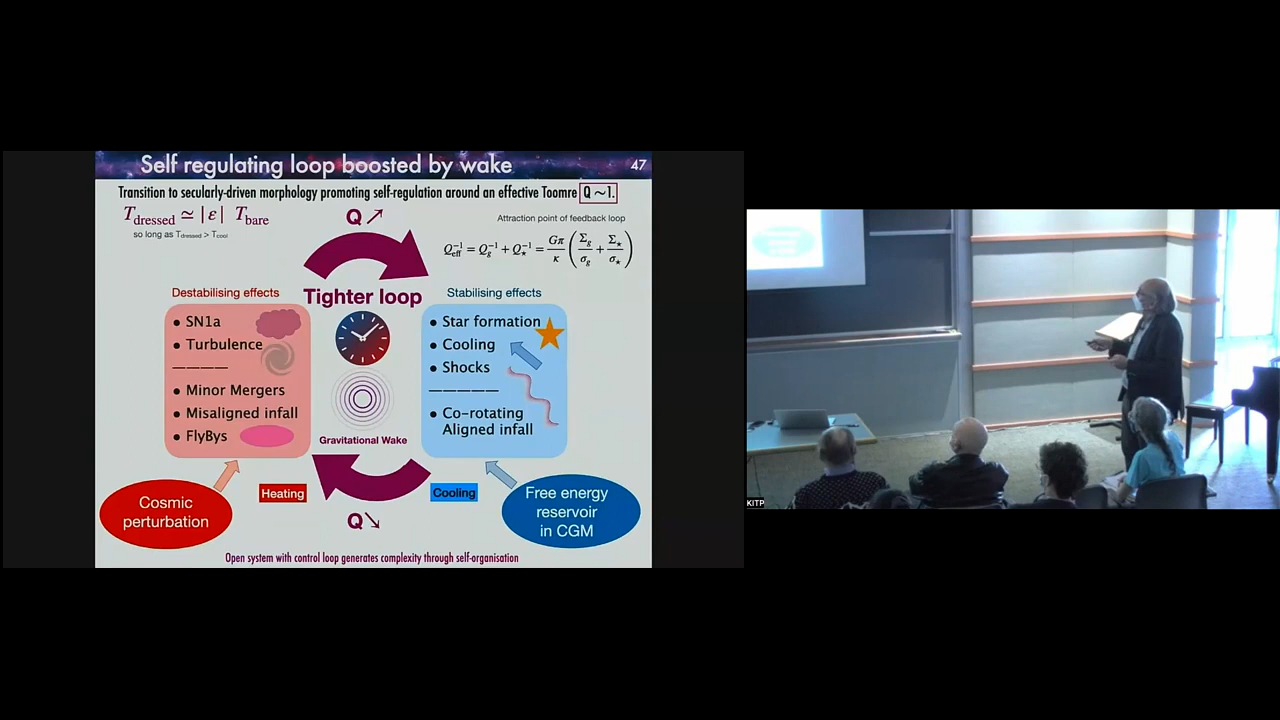 Self regulating loop boosted by wake
47
Transition to secularly-driven morphology promoting self-regulation around an effective Toomre Q ~1.
T_dressed ≃ |ε| T_bare
so long as T_dressed > T_cool
Q ↗
Attraction point of feedback loop
Q_eff^-1 = Q_g^-1 + Q_⋆^-1 = Gπ/κ (Σ_g/σ_g + Σ_⋆/σ_⋆)
Destabilising effects
Tighter loop
Stabilising effects
• SN1a
• Turbulence
————
• Minor Mergers
• Misaligned infall
• FlyBys
Gravitational Wake
• Star formation
• Cooling
• Shocks
—————
• Co-rotating
Aligned infall
Cosmic
perturbation
Heating
Cooling
Free energy
reservoir
in CGM
Q↘
Open system with control loop generates complexity through self-organisation
KITP